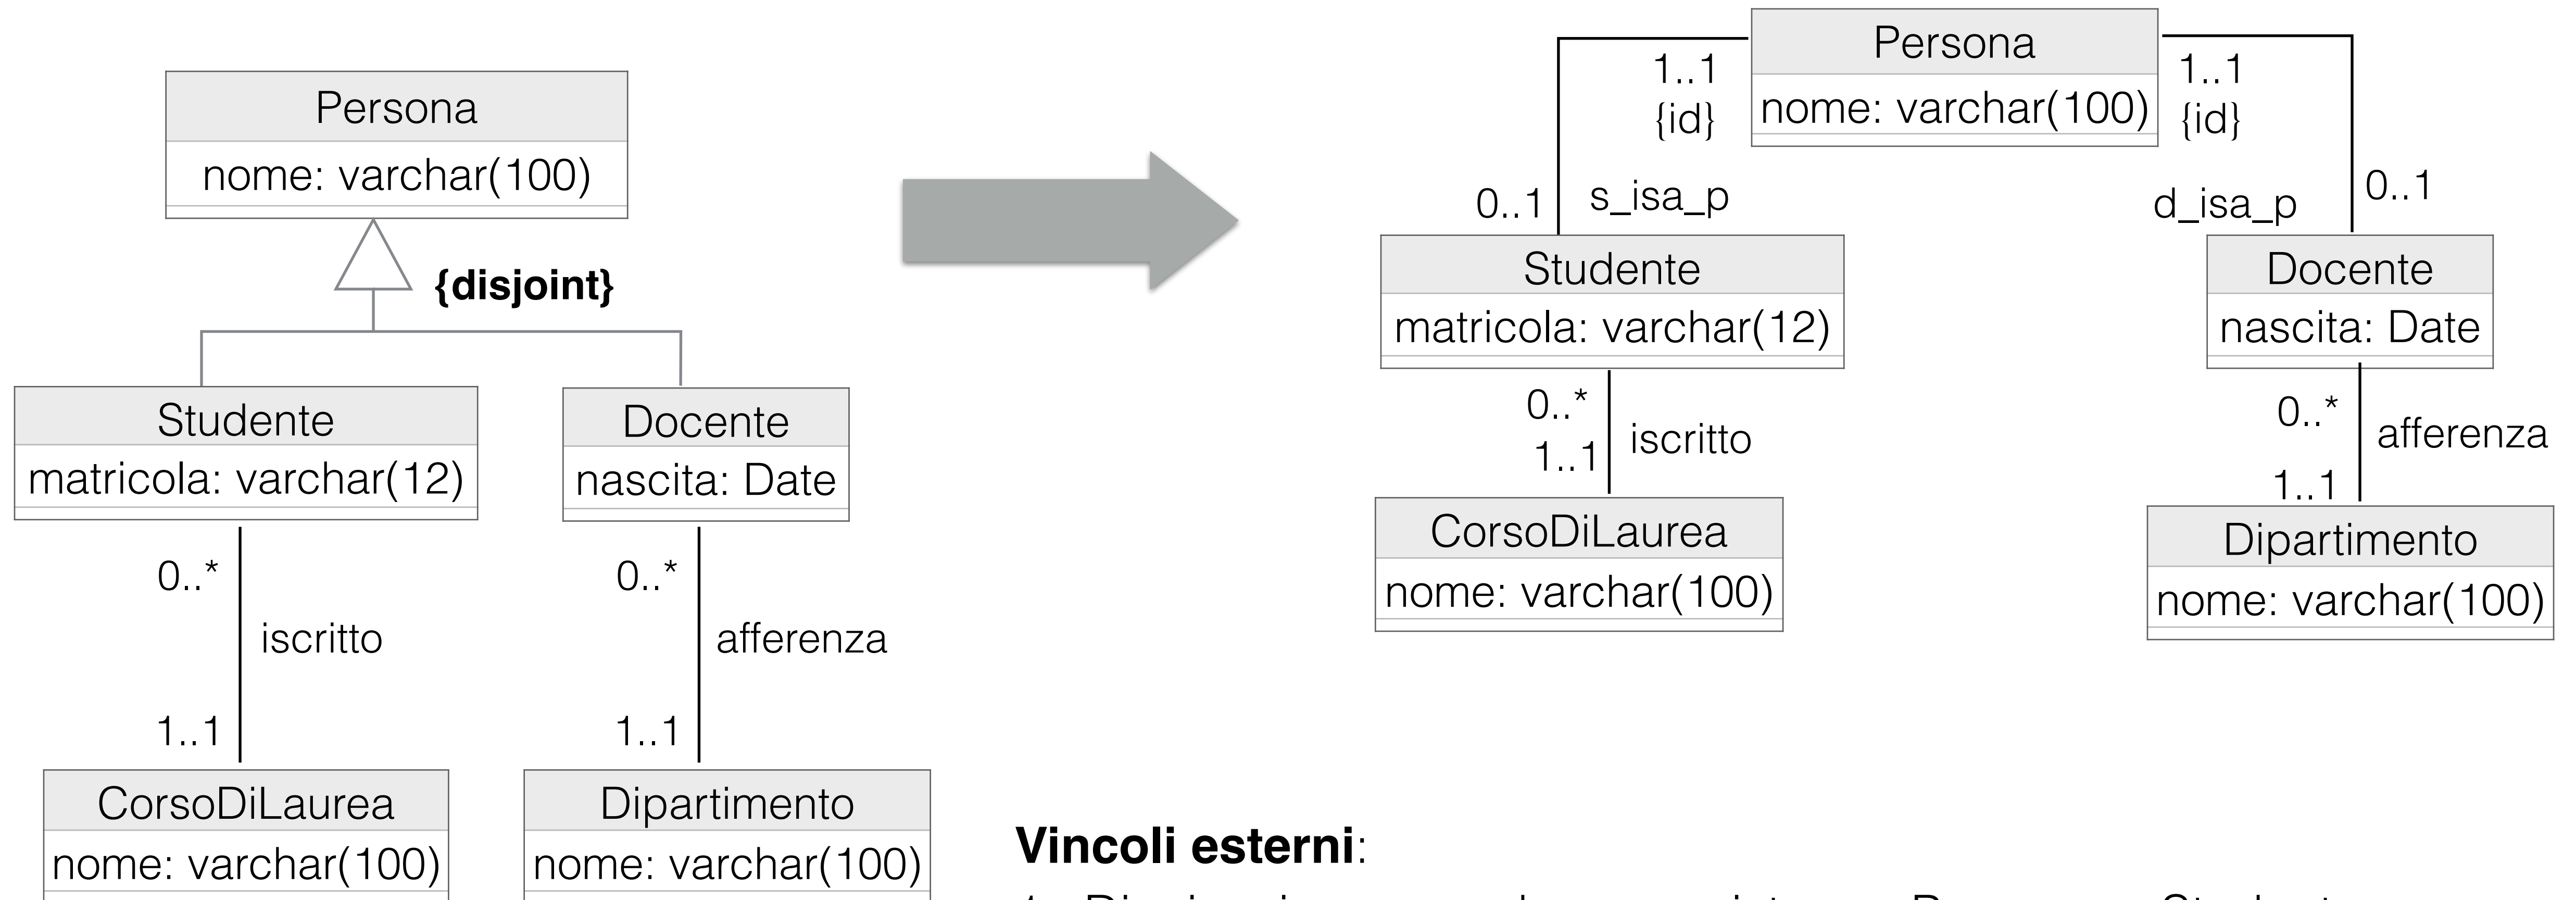 Persona
nome: varchar(100)
{disjoint}
Studente
matricola: varchar(12)
Docente
nascita: Date
0..*
iscritto
1..1
0..*
afferenza
1..1
CorsoDiLaurea
nome: varchar(100)
Dipartimento
nome: varchar(100)
Persona
nome: varchar(100)
1..1
{id}
1..1
{id}
0..1
s_isa_p
d_isa_p
0..1
Studente
matricola: varchar(12)
Docente
nascita: Date
0..*
1..1
iscritto
0..*
afferenza
1..1
CorsoDiLaurea
nome: varchar(100)
Dipartimento
nome: varchar(100)
Vincoli esterni: